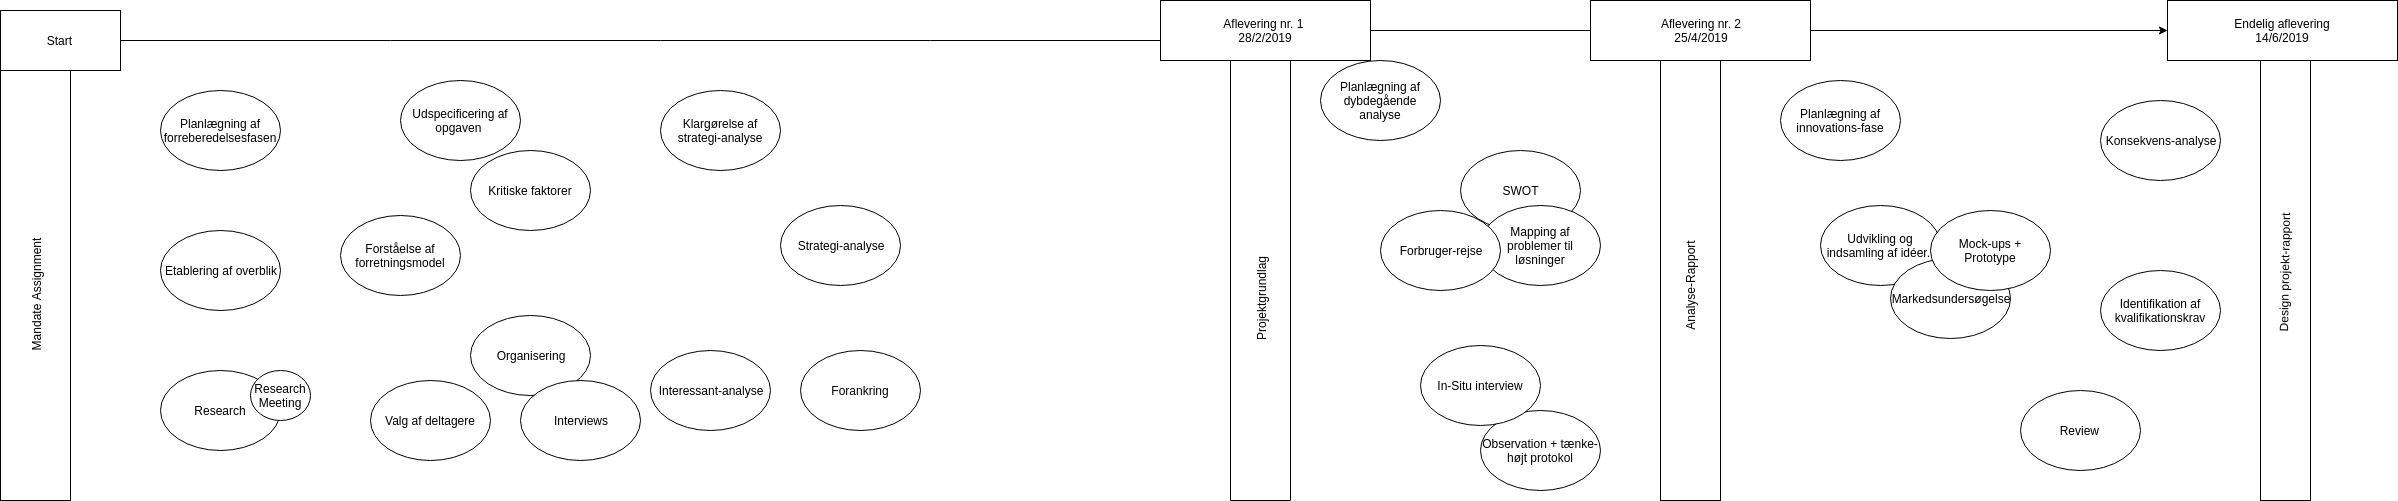 Start
Aflevering nr. 1
28/2/2019
Aflevering nr. 2
25/4/2019
Endelig aflevering
14/6/2019
Mandate Assignment
Planlægning af
forreberedelsesfasen
Etablering af overblik
Research
Research
Meeting
Udspecificering af
opgaven
Kritiske faktorer
Forståelse af
forretningsmodel
Organisering
Valg af deltagere
Interviews
Klargørelse af
strategi-analyse
Strategi-analyse
Interessant-analyse
Forankring
Projektgrundlag
Planlægning af
dybdegående
analyse
SWOT
Forbruger-rejse
Mapping af
problemer til
løsninger
In-Situ interview
Observation + tænke-
højt protokol
Analyse-Rapport
Planlægning af
innovations-fase
Udvikling og
indsamling af idéer.
Mock-ups +
Prototype
Markedsundersøgelse
Konsekvens-analyse
Identifikation af
kvalifikationskrav
Review
Design projekt-rapport